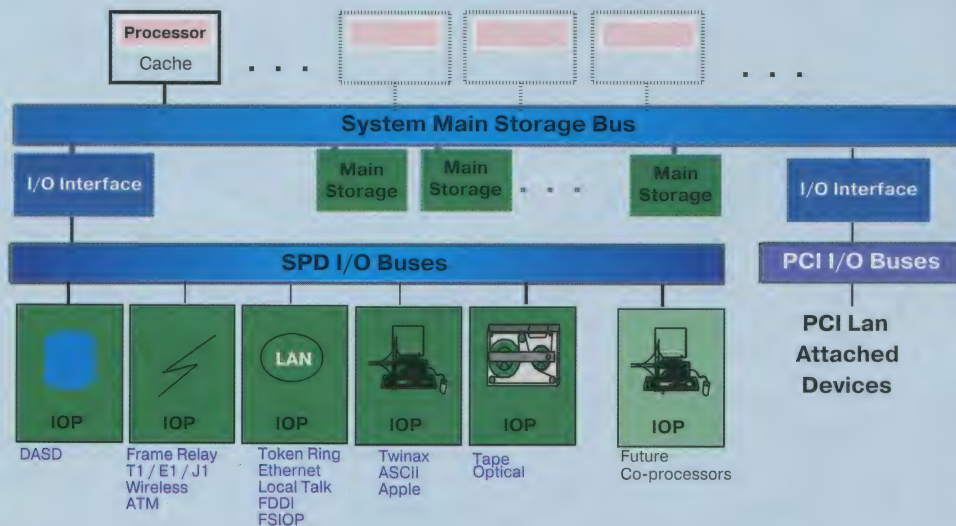 Processor
Cache
. . .
. . .
System Main Storage Bus
I/O Interface
Main
Storage
Main
Storage
. . .
Main
Storage
I/O Interface
SPD I/O Buses
PCI I/O Buses
IOP
DASD
IOP
Frame Relay
T1 / E1 / J1
Wireless
ATM
LAN
IOP
Token Ring
Ethernet
Local Talk
FDDI
FSIOP
IOP
Twinax
ASCII
Apple
IOP
Tape
Optical
IOP
Future
Co-processors
PCI Lan
Attached
Devices